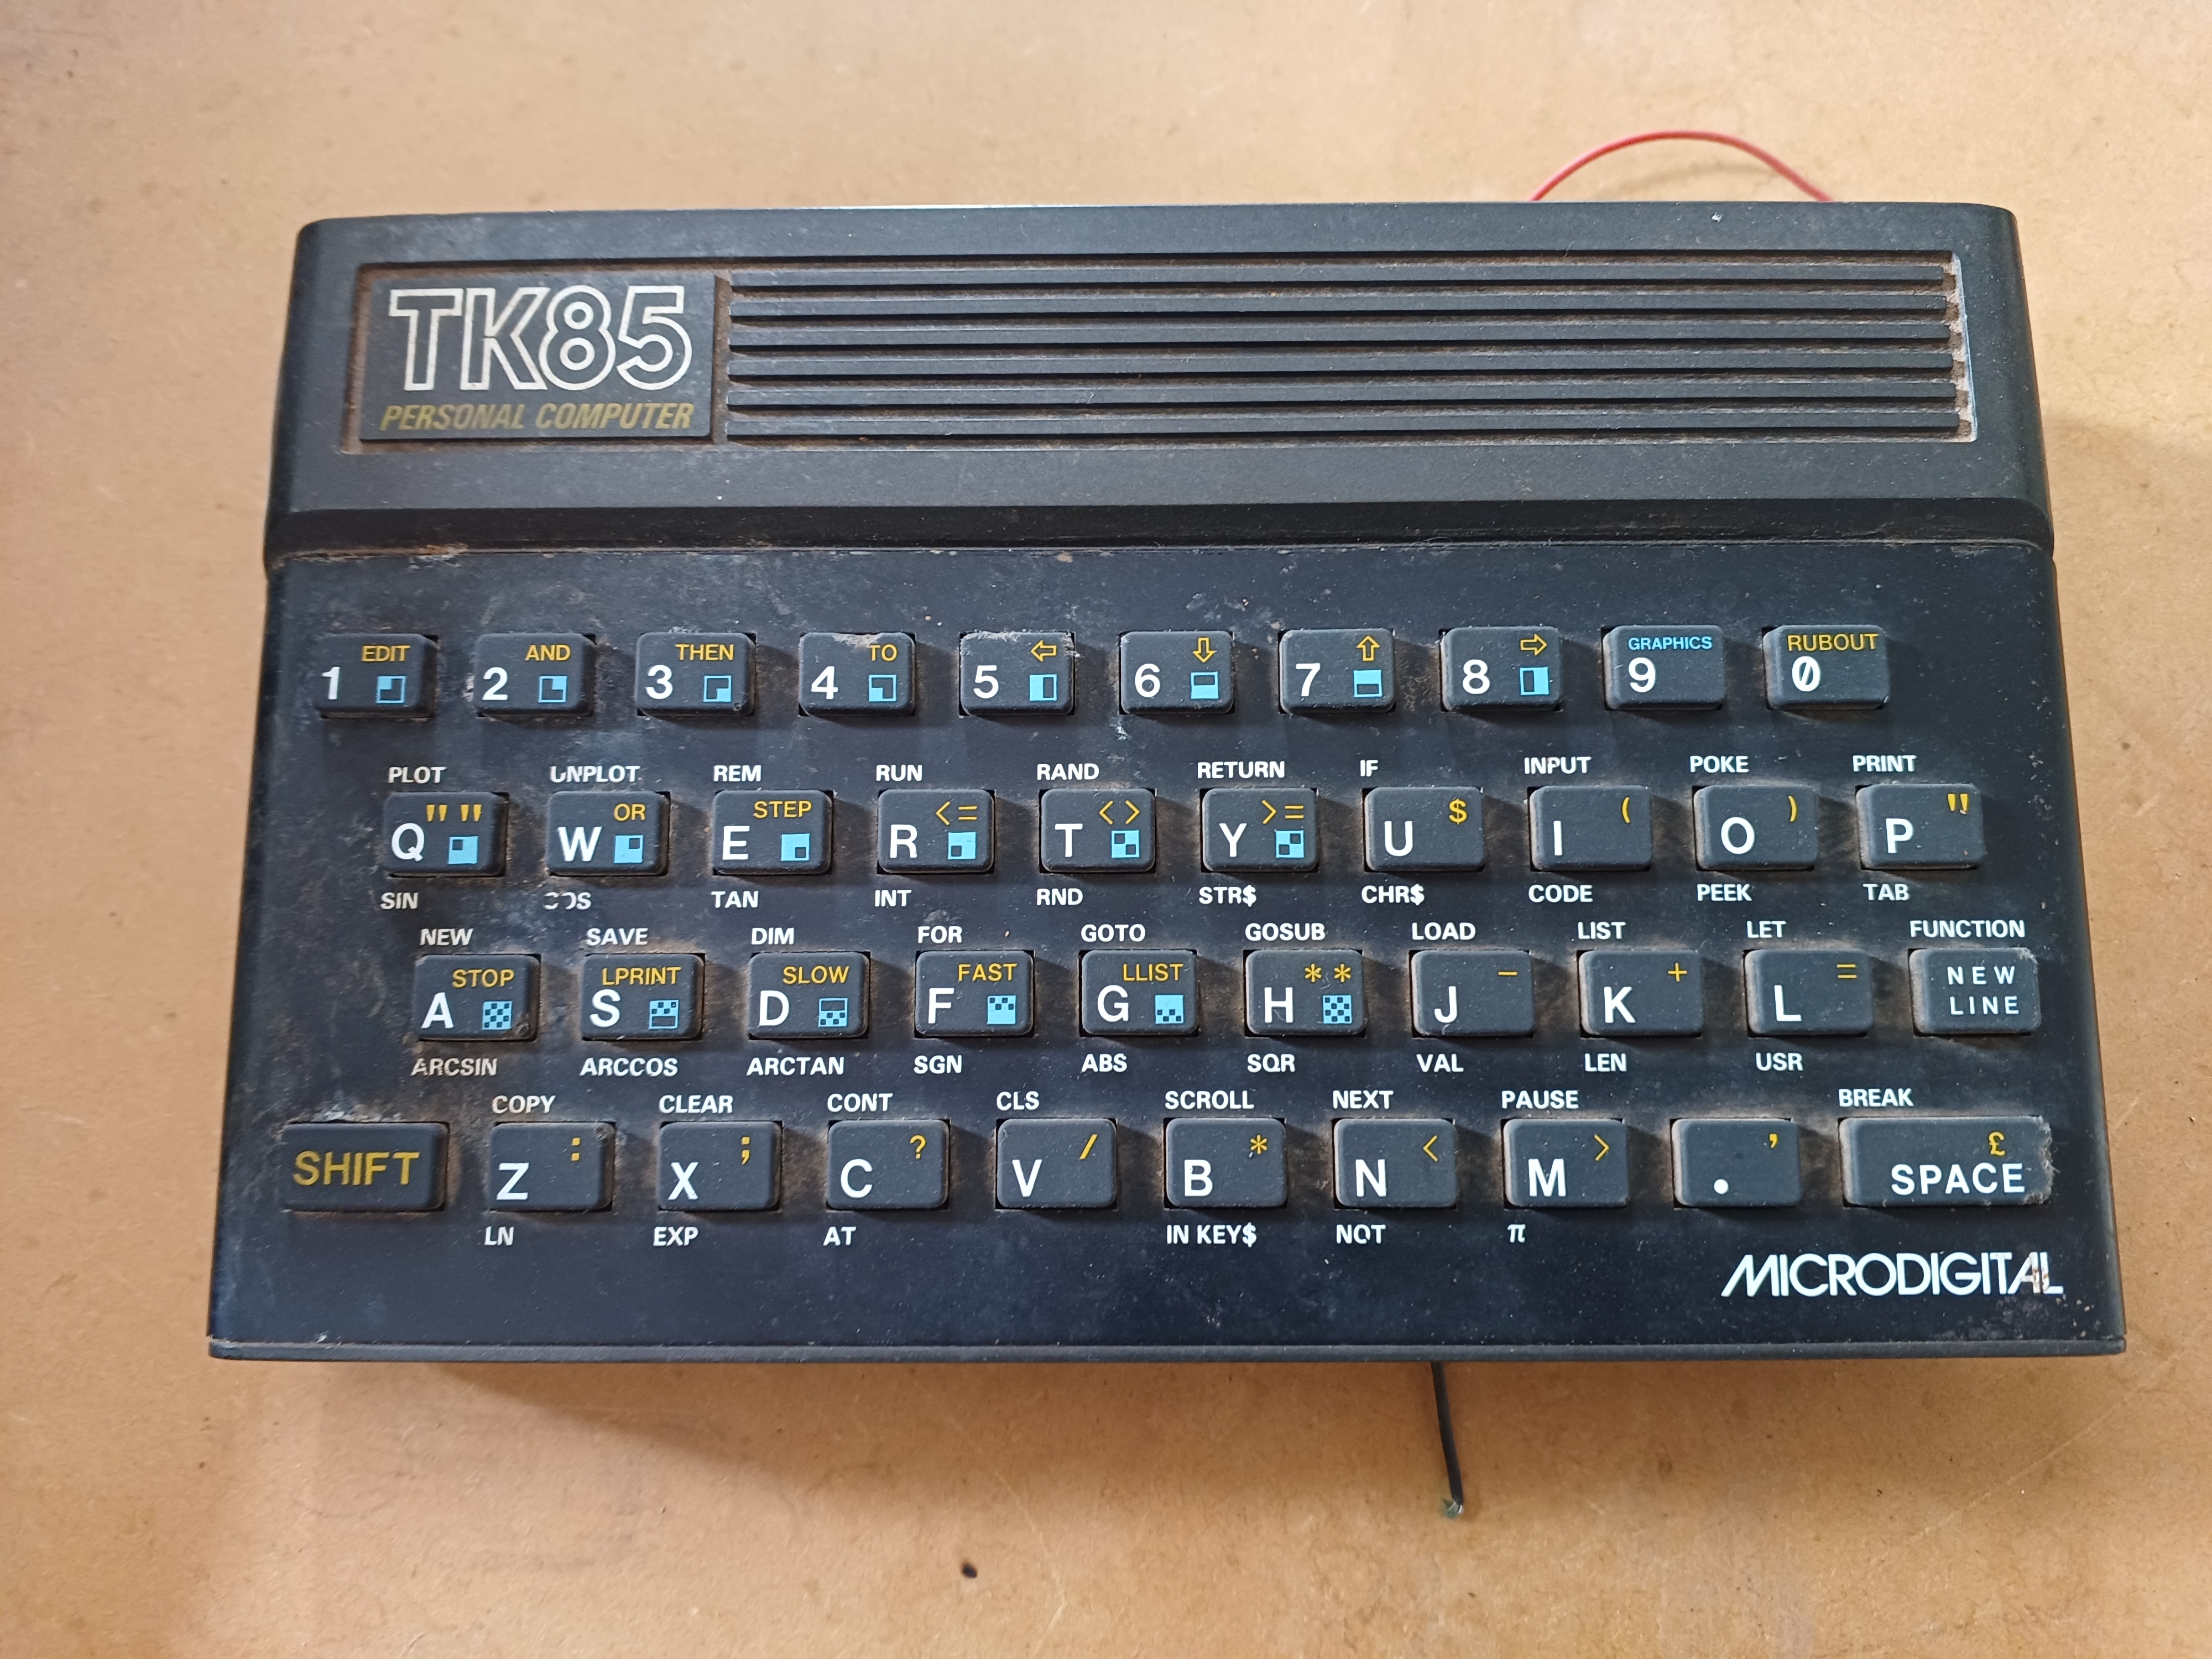 TK85
PERSONAL COMPUTER
EDIT AND THEN TO ⇦ ⇩ ⇧ ⇨ GRAPHICS RUBOUT
1 2 3 4 5 6 7 8 9 0
PLOT UNPLOT REM RUN RAND RETURN IF INPUT POKE PRINT
"" OR STEP <= <> >= $ ( ) "
Q W E R T Y U I O P
SIN COS TAN INT RND STR$ CHR$ CODE PEEK TAB
NEW SAVE DIM FOR GOTO GOSUB LOAD LIST LET FUNCTION
STOP LPRINT SLOW FAST LLIST ** − + = NEW
A S D F G H J K L LINE
ARCSIN ARCCOS ARCTAN SGN ABS SQR VAL LEN USR
COPY CLEAR CONT CLS SCROLL NEXT PAUSE BREAK
: ; ? / * < > , £
SHIFT Z X C V B N M . SPACE
LN EXP AT IN KEY$ NOT π
MICRODIGITAL